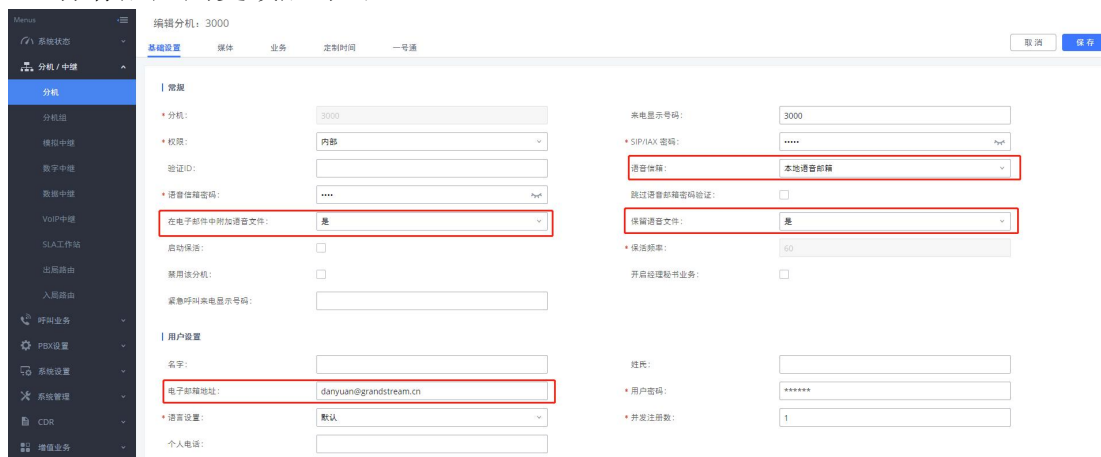 Menus
编辑分机：3000
系统状态
基础设置 媒体 业务 定制时间 一号通
取消 保存
分机 / 中继
分机
常规
分机组
* 分机： 3000 来电显示号码： 3000
模拟中继
* 权限： 内部 * SIP/IAX 密码： •••••
数字中继
验证ID： 语音信箱： 本地语音邮箱
数据中继
* 语音信箱密码： •••• 跳过语音邮箱密码验证：
VoIP中继
在电子邮件中附加语音文件： 是 保留语音文件： 是
SLA工作站
启动保活： * 保活频率： 60
出局路由
禁用该分机： 开启经理秘书业务：
入局路由
紧急呼叫来电显示号码：
呼叫业务
用户设置
PBX设置
名字： 姓氏：
系统设置
电子邮箱地址： danyuan@grandstream.cn * 用户密码： ******
系统管理
* 语言设置： 默认 * 并发注册数： 1
CDR
个人电话：
增值业务